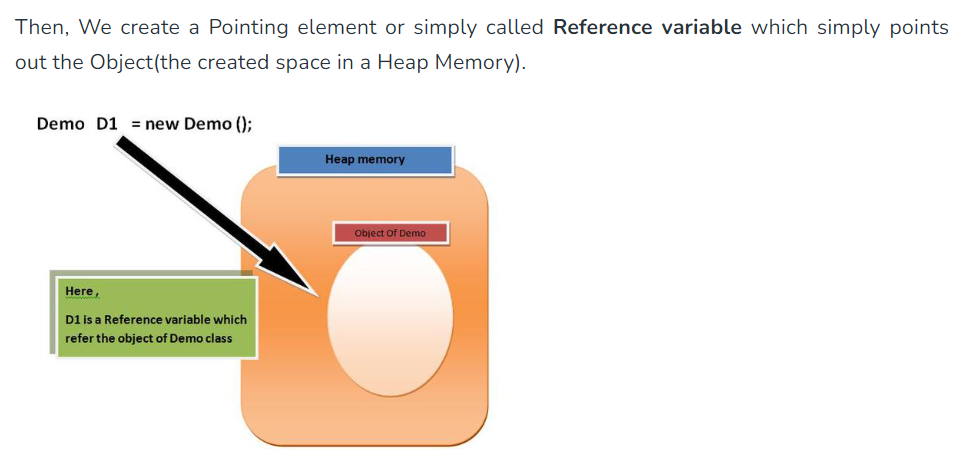 Then, We create a Pointing element or simply called Reference variable which simply points
out the Object(the created space in a Heap Memory).
Demo D1 = new Demo ();
Heap memory
Object Of Demo
Here ,
D1 is a Reference variable which
refer the object of Demo class